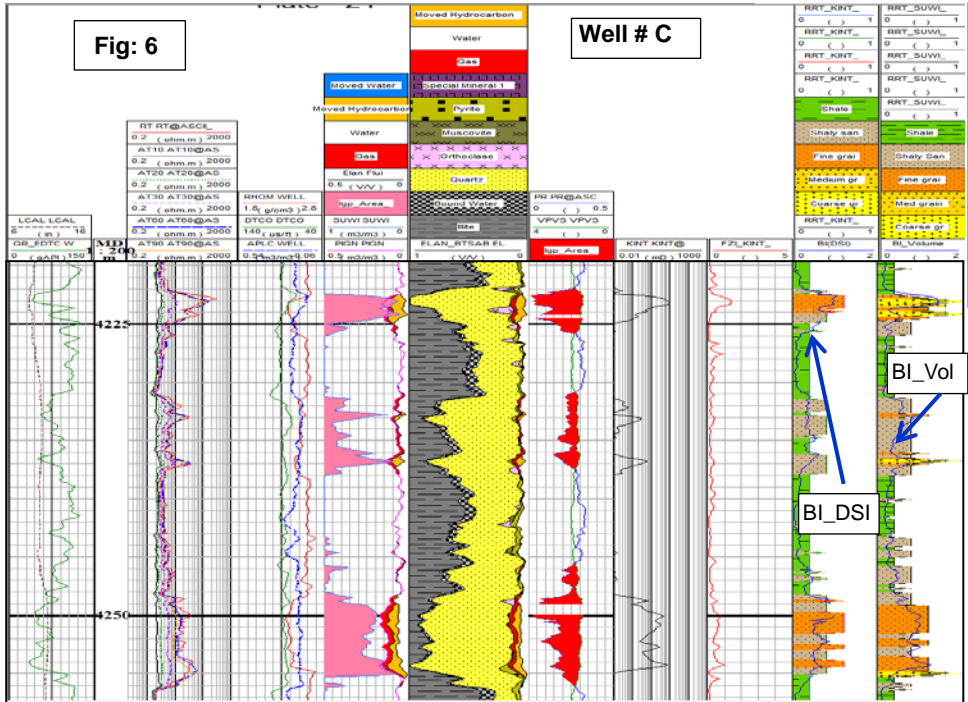 Fig: 6
Well # C
Moved Hydrocarbon
Water
Gas
Moved Water
Special Mineral 1
Moved Hydrocarbon
Pyrite
Water
Muscovite
Gas
Orthoclase
Elan Flui
0.5 ( V/V ) 0
Quartz
Igp_Area_
Bound Water
SUWI SUWI
1 ( m3/m3 ) 0
Illite
PIGN PIGN
0.5 ( m3/m3 ) 0
ELAN_BTSAB EL
1 ( V/V ) 0
RT RT@ASCII_
0.2 ( ohm.m ) 2000
AT10 AT10@AS
0.2 ( ohm.m ) 2000
AT20 AT20@AS
0.2 ( ohm.m ) 2000
AT30 AT30@AS
0.2 ( ohm.m ) 2000
AT60 AT60@AS
0.2 ( ohm.m ) 2000
AT90 AT90@AS
0.2 ( ohm.m ) 2000
RHOM.WELL
1.8 ( g/cm3 ) 2.8
DTCO DTCO
140 ( us/ft ) 40
APLC.WELL
0.54 m3/m3 -0.06
LCAL LCAL
6 ( in ) 16
GR_EDTC.W
0 ( gAPI ) 150
MD
1 : 200
m
PR PR@ASC
0 ( ) 0.5
VPVS VPVS
4 ( ) 0
Igp_Area_
KINT KINT@
0.01 ( mD ) 1000
FZI_KINT_
0 ( ) 5
RRT_KINT_
0 ( ) 1
RRT_KINT_
0 ( ) 1
RRT_KINT_
0 ( ) 1
RRT_KINT_
0 ( ) 1
Shale
Shaly san
Fine grai
Medium gr
Coarse gr
RRT_KINT_
0 ( ) 1
BI(DSI)
0 ( ) 2
RRT_SUWI_
0 ( ) 1
RRT_SUWI_
0 ( ) 1
RRT_SUWI_
0 ( ) 1
RRT_SUWI_
0 ( ) 1
RRT_SUWI_
0 ( ) 1
Shale
Shaly San
Fine grai
Med grain
Coarse gr
BI_Volume
0 ( ) 2
4225
BI_Vol
BI_DSI
4250